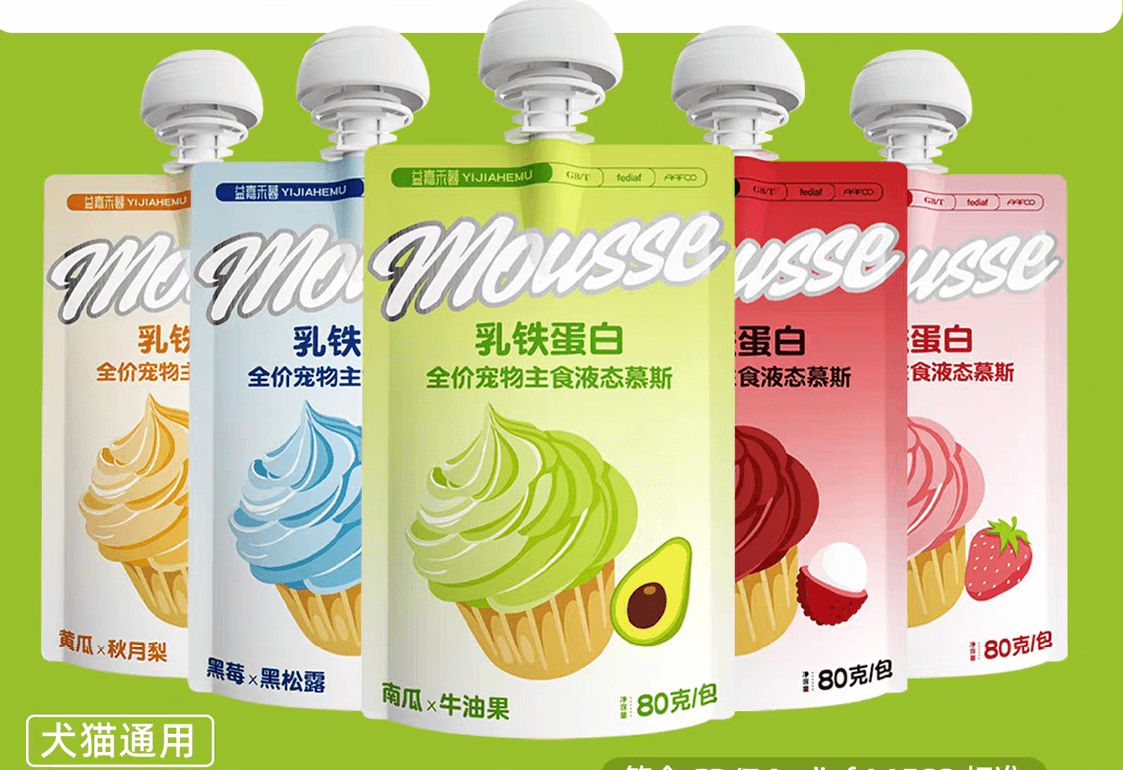 益嘉禾暮 YIJIAHEMU
Mo
乳铁
全价宠物主
黄瓜x秋月梨
益嘉禾暮 YIJIAHEMU
Mou
乳铁
全价宠物主
黑莓x黑松露
益嘉禾暮 YIJIAHEMU GB/T fediaf AAFCO
Mousse
乳铁蛋白
全价宠物主食液态慕斯
南瓜x牛油果
净含量 80克/包
GB/T fediaf AAFCO
usse
蛋白
食液态慕斯
净含量 80克/包
GB/T fediaf AAFCO
usse
蛋白
食液态慕斯
净含量 80克/包
犬猫通用